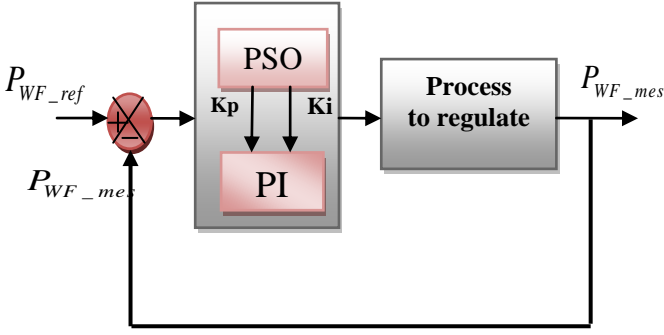 P_WF_ref
+
−
P_WF_mes
PSO
Kp
Ki
PI
Process
to regulate
P_WF_mes